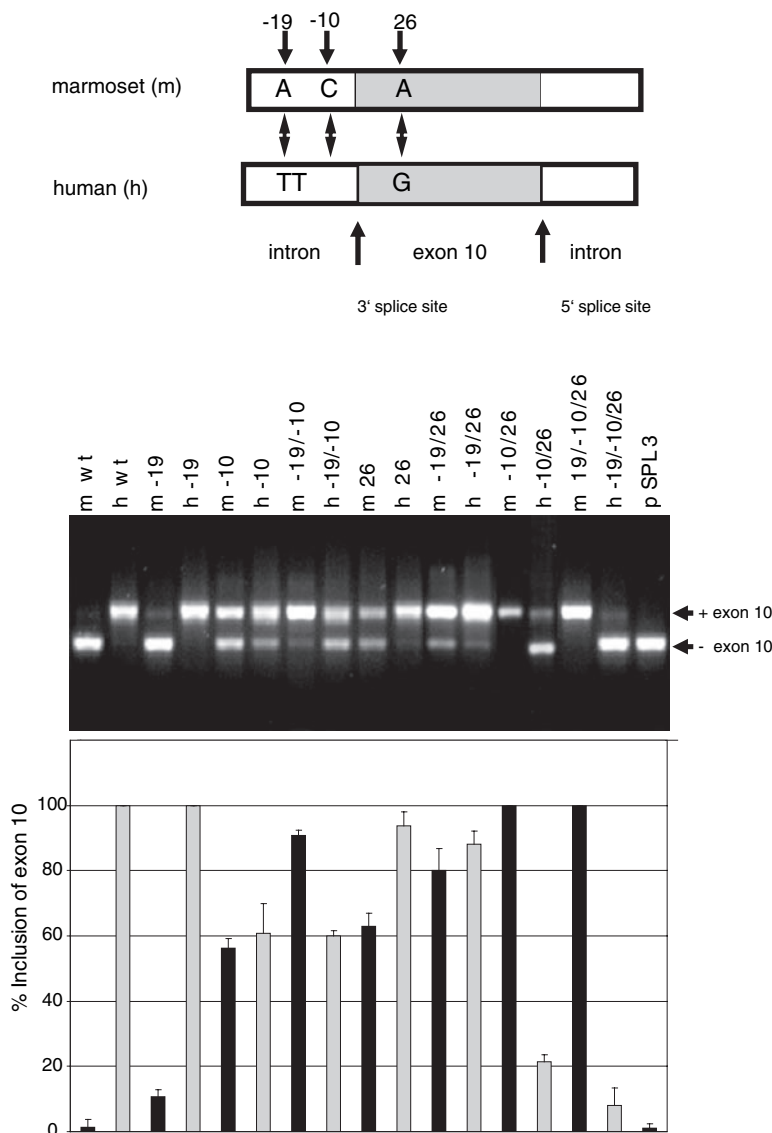 -19 -10 26
marmoset (m) A C A
human (h) TT G
intron exon 10 intron
3‘ splice site 5‘ splice site
m wt
h wt
m -19
h -19
m -10
h -10
m -19/-10
h -19/-10
m 26
h 26
m -19/26
h -19/26
m -10/26
h -10/26
m 19/-10/26
h -19/-10/26
p SPL3
+ exon 10
- exon 10
% Inclusion of exon 10
100
80
60
40
20
0